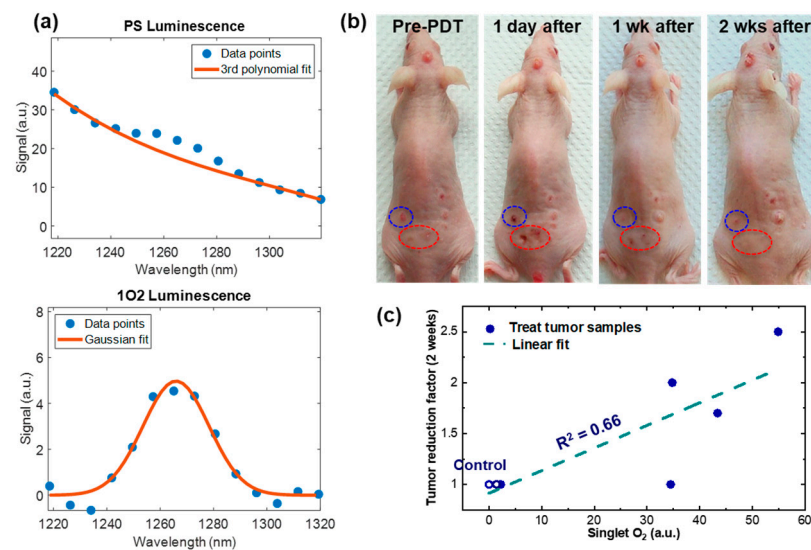 (a)
PS Luminescence
Data points
3rd polynomial fit
40
30
20
10
0
Signal (a.u.)
1220 1240 1260 1280 1300
Wavelength (nm)
1O2 Luminescence
Data points
Gaussian fit
8
6
4
2
0
Signal (a.u.)
1220 1240 1260 1280 1300 1320
Wavelength (nm)
(b)
Pre-PDT 1 day after 1 wk after 2 wks after
(c)
Treat tumor samples
Linear fit
2.5
2
1.5
1
Tumor reduction factor (2 weeks)
R² = 0.66
Control
0 10 20 30 40 50 60
Singlet O₂ (a.u.)